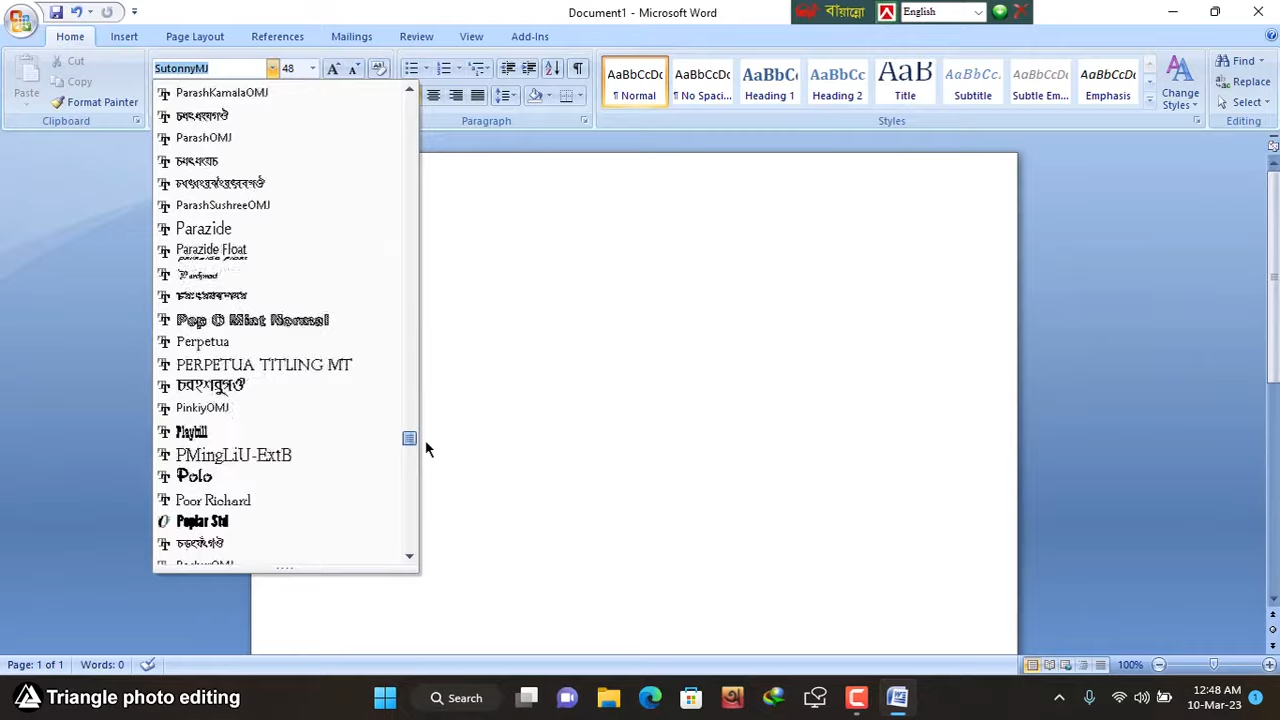 Document1 - Microsoft Word
বায়ান্নো
English
Home
Insert
Page Layout
References
Mailings
Review
View
Add-Ins
Paste
Cut
Copy
Format Painter
Clipboard
SutonnyMJ
48
Paragraph
AaBbCcDc
¶ Normal
AaBbCcDc
¶ No Spaci...
AaBbCc
Heading 1
AaBbCc
Heading 2
AaB
Title
AaBbCc.
Subtitle
AaBbCcDc
Subtle Em...
AaBbCcDc
Emphasis
Change
Styles
Styles
Find
Replace
Select
Editing
ParashKamalaOMJ
ParashOMJ
ParashSushreeOMJ
Parazide
Parazide Float
Pop O Mint Normal
Perpetua
PERPETUA TITLING MT
PinkiyOMJ
Playbill
PMingLiU-ExtB
Polo
Poor Richard
Poplar Std
Page: 1 of 1
Words: 0
100%
Triangle photo editing
Search
12:48 AM
10-Mar-23
1